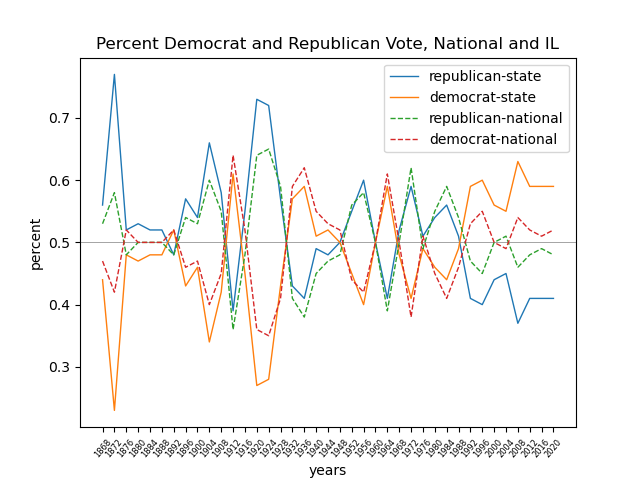 Percent Democrat and Republican Vote, National and IL
republican-state
democrat-state
republican-national
democrat-national
0.7
0.6
0.5
0.4
0.3
percent
1868 1872 1876 1880 1884 1888 1892 1896 1900 1904 1908 1912 1916 1920 1924 1928 1932 1936 1940 1944 1948 1952 1956 1960 1964 1968 1972 1976 1980 1984 1988 1992 1996 2000 2004 2008 2012 2016 2020
years